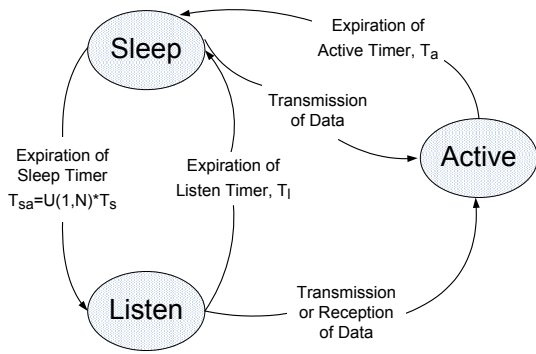 Sleep
Expiration of
Active Timer, Ta
Transmission
of Data
Active
Expiration of
Sleep Timer
Tsa=U(1,N)*Ts
Expiration of
Listen Timer, Tl
Listen
Transmission
or Reception
of Data